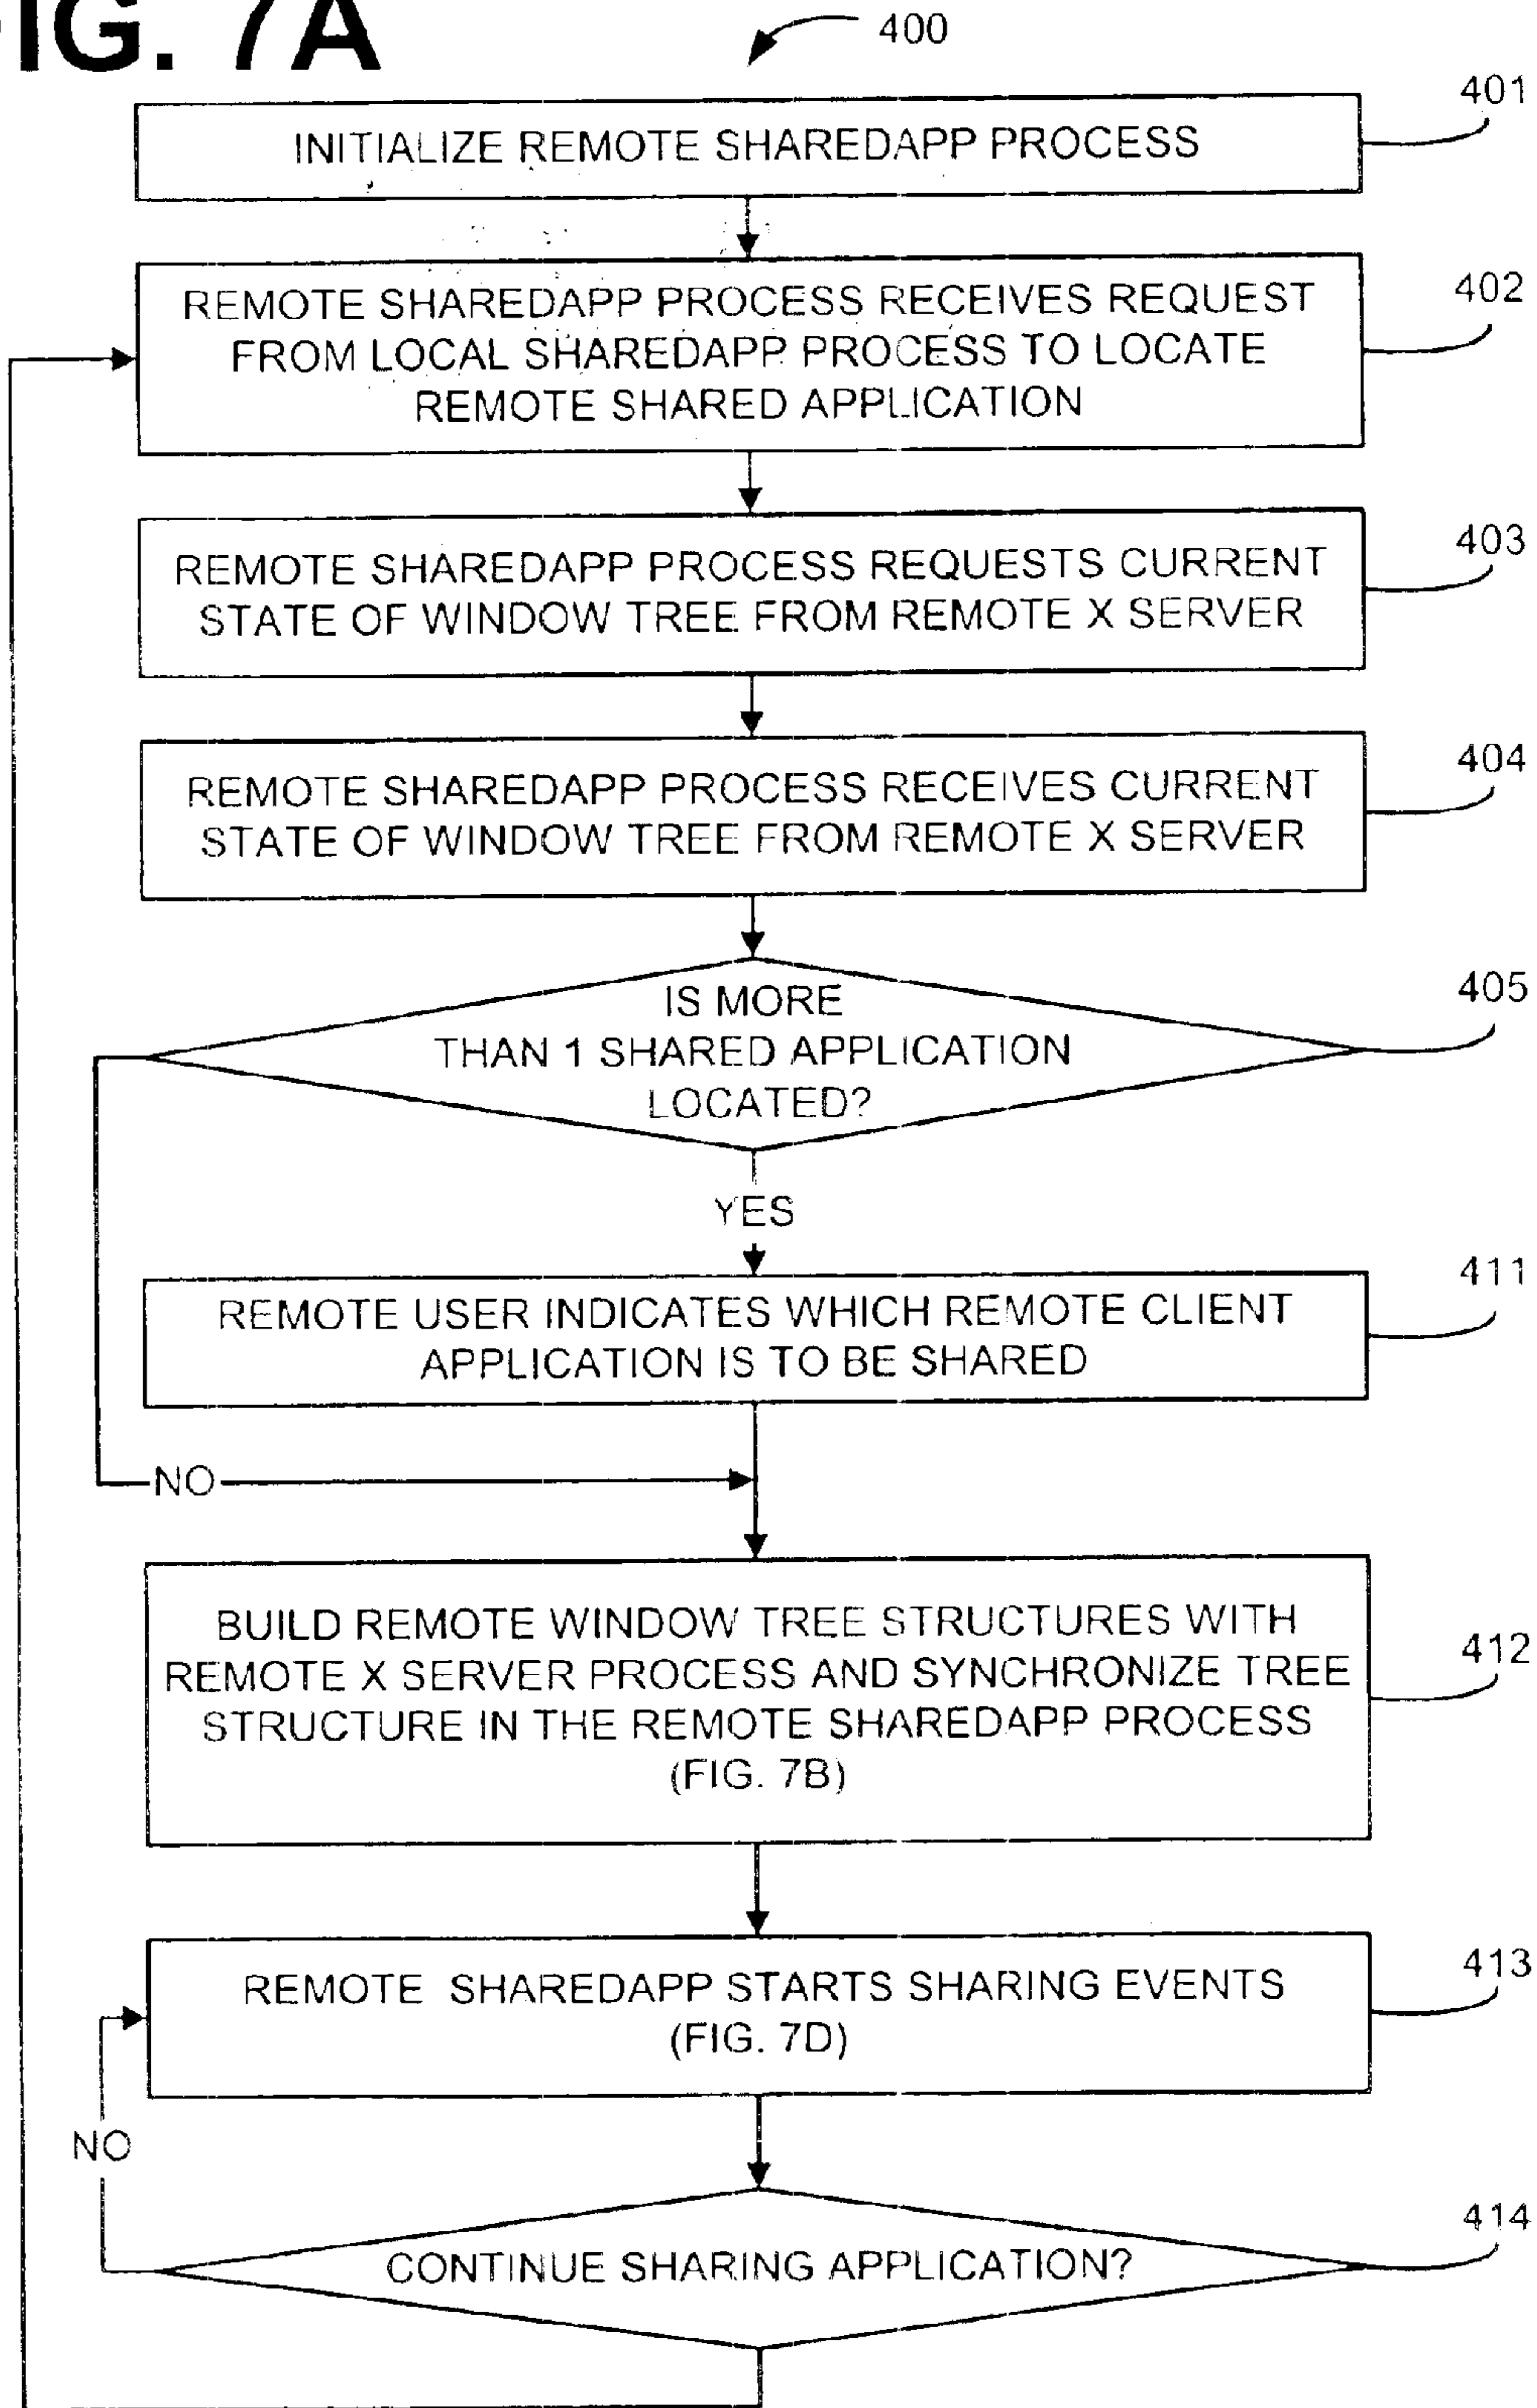 FIG. 7A
400
401
INITIALIZE REMOTE SHAREDAPP PROCESS
402
REMOTE SHAREDAPP PROCESS RECEIVES REQUEST
FROM LOCAL SHAREDAPP PROCESS TO LOCATE
REMOTE SHARED APPLICATION
403
REMOTE SHAREDAPP PROCESS REQUESTS CURRENT
STATE OF WINDOW TREE FROM REMOTE X SERVER
404
REMOTE SHAREDAPP PROCESS RECEIVES CURRENT
STATE OF WINDOW TREE FROM REMOTE X SERVER
405
IS MORE
THAN 1 SHARED APPLICATION
LOCATED?
YES
411
REMOTE USER INDICATES WHICH REMOTE CLIENT
APPLICATION IS TO BE SHARED
NO
412
BUILD REMOTE WINDOW TREE STRUCTURES WITH
REMOTE X SERVER PROCESS AND SYNCHRONIZE TREE
STRUCTURE IN THE REMOTE SHAREDAPP PROCESS
(FIG. 7B)
413
REMOTE SHAREDAPP STARTS SHARING EVENTS
(FIG. 7D)
NO
414
CONTINUE SHARING APPLICATION?